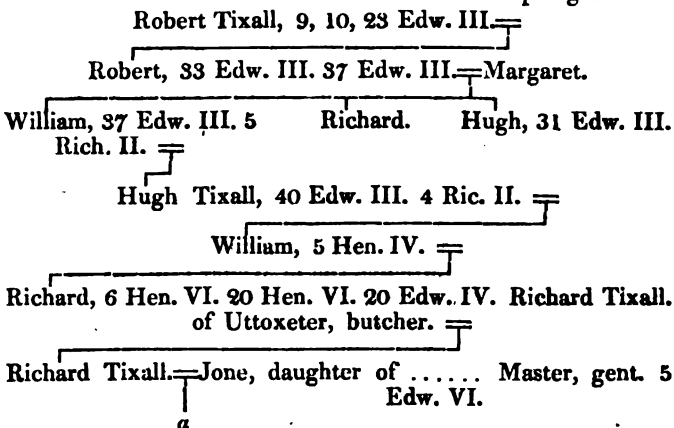 Robert Tixall, 9, 10, 23 Edw. III.
Robert, 33 Edw. III. 37 Edw. III. Margaret.
William, 37 Edw. III. 5 Richard. Hugh, 31 Edw. III.
Rich. II.
Hugh Tixall, 40 Edw. III. 4 Ric. II.
William, 5 Hen. IV.
Richard, 6 Hen. VI. 20 Hen. VI. 20 Edw. IV. Richard Tixall.
of Uttoxeter, butcher.
Richard Tixall. Jone, daughter of ...... Master, gent. 5
Edw. VI.
a